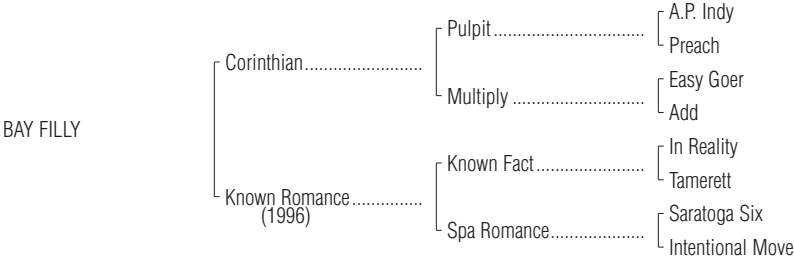 A.P. Indy
Pulpit..................................
Preach
Corinthian.........................
Easy Goer
Multiply ..............................
Add
BAY FILLY
In Reality
Known Fact.........................
Tamerett
Known Romance...............
(1996)
Saratoga Six
Spa Romance......................
Intentional Move